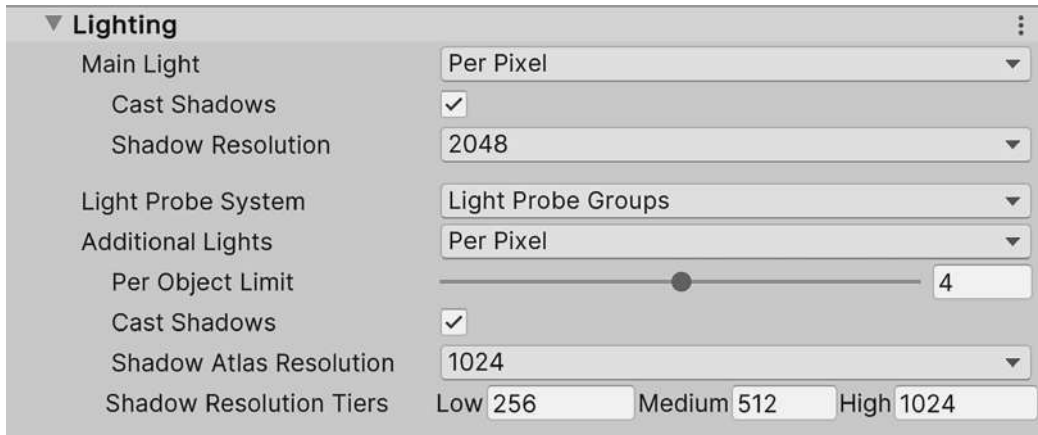 Lighting
Main Light Per Pixel
Cast Shadows
Shadow Resolution 2048
Light Probe System Light Probe Groups
Additional Lights Per Pixel
Per Object Limit 4
Cast Shadows
Shadow Atlas Resolution 1024
Shadow Resolution Tiers Low 256 Medium 512 High 1024